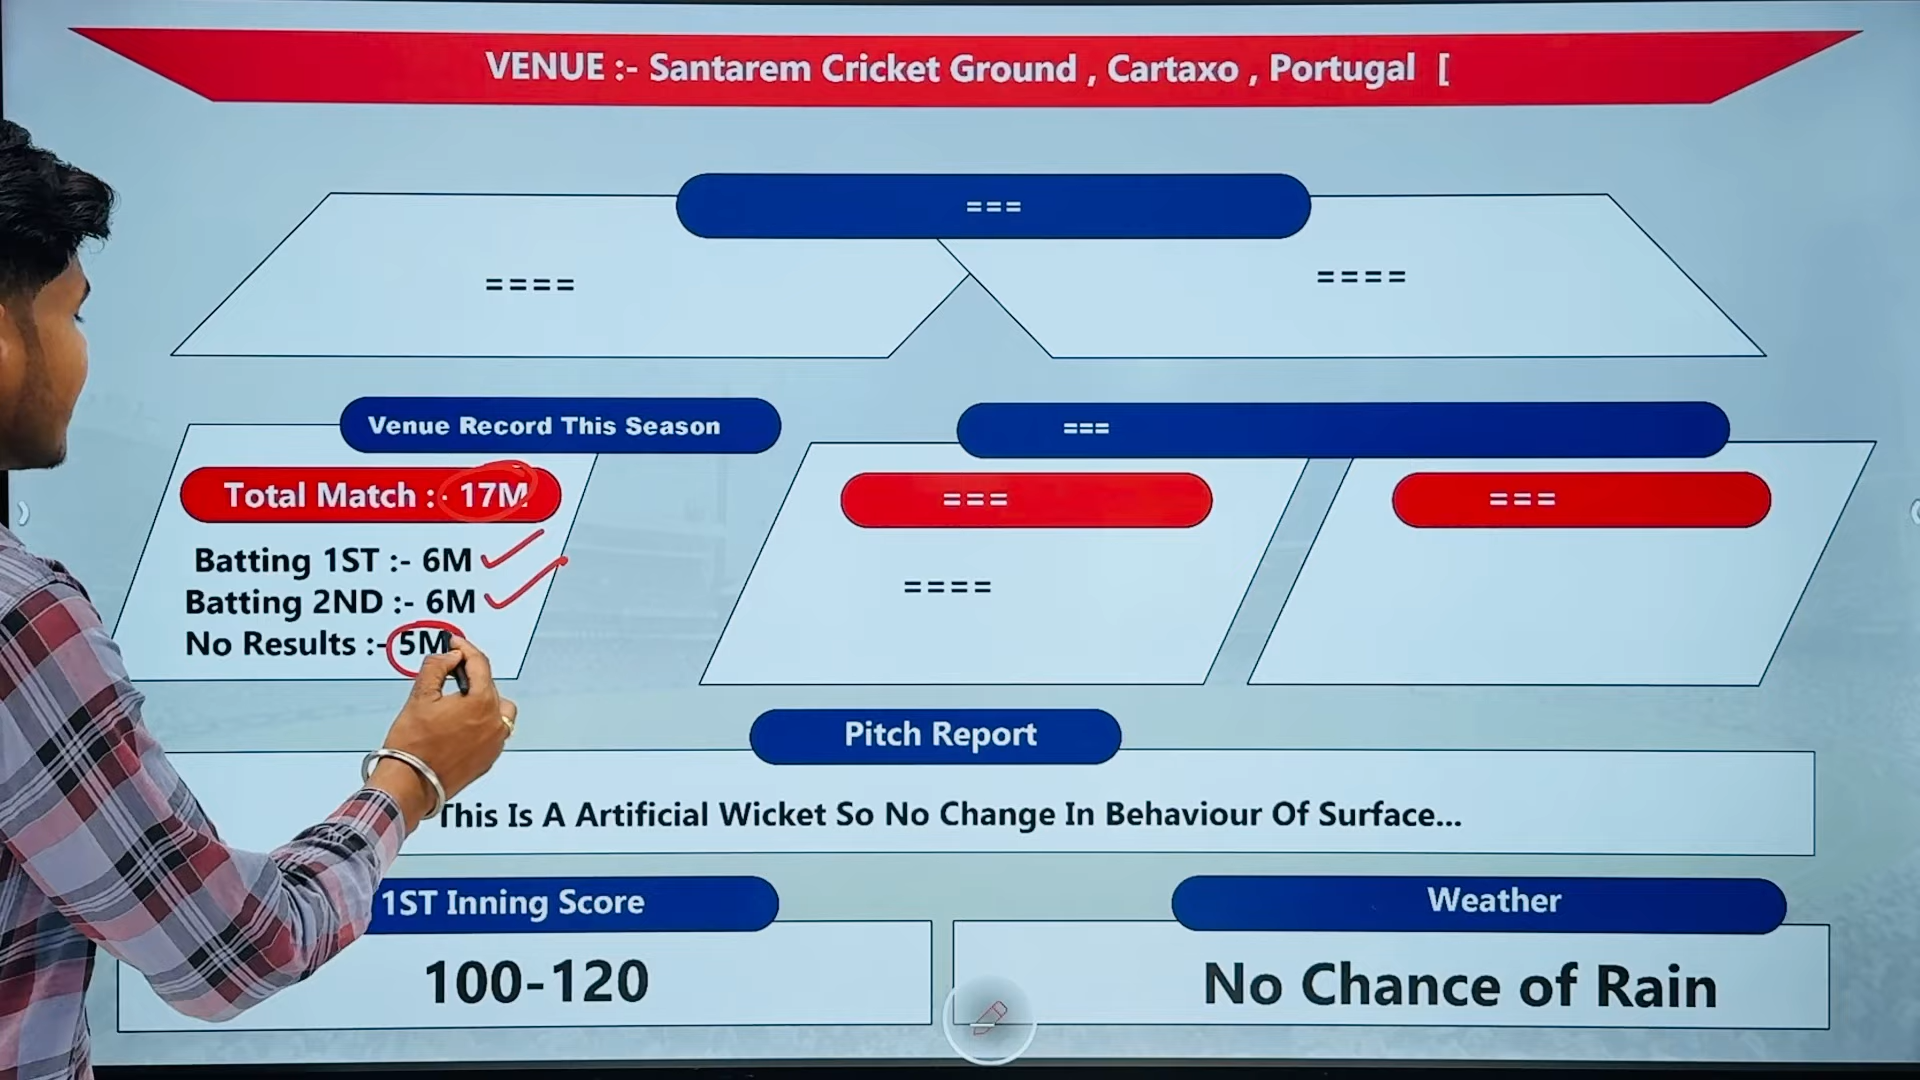 VENUE :- Santarem Cricket Ground , Cartaxo , Portugal [
===
====
====
Venue Record This Season
Total Match :- 17M
Batting 1ST :- 6M
Batting 2ND :- 6M
No Results :- 5M
===
===
===
====
Pitch Report
This Is A Artificial Wicket So No Change In Behaviour Of Surface...
1ST Inning Score
100-120
Weather
No Chance of Rain